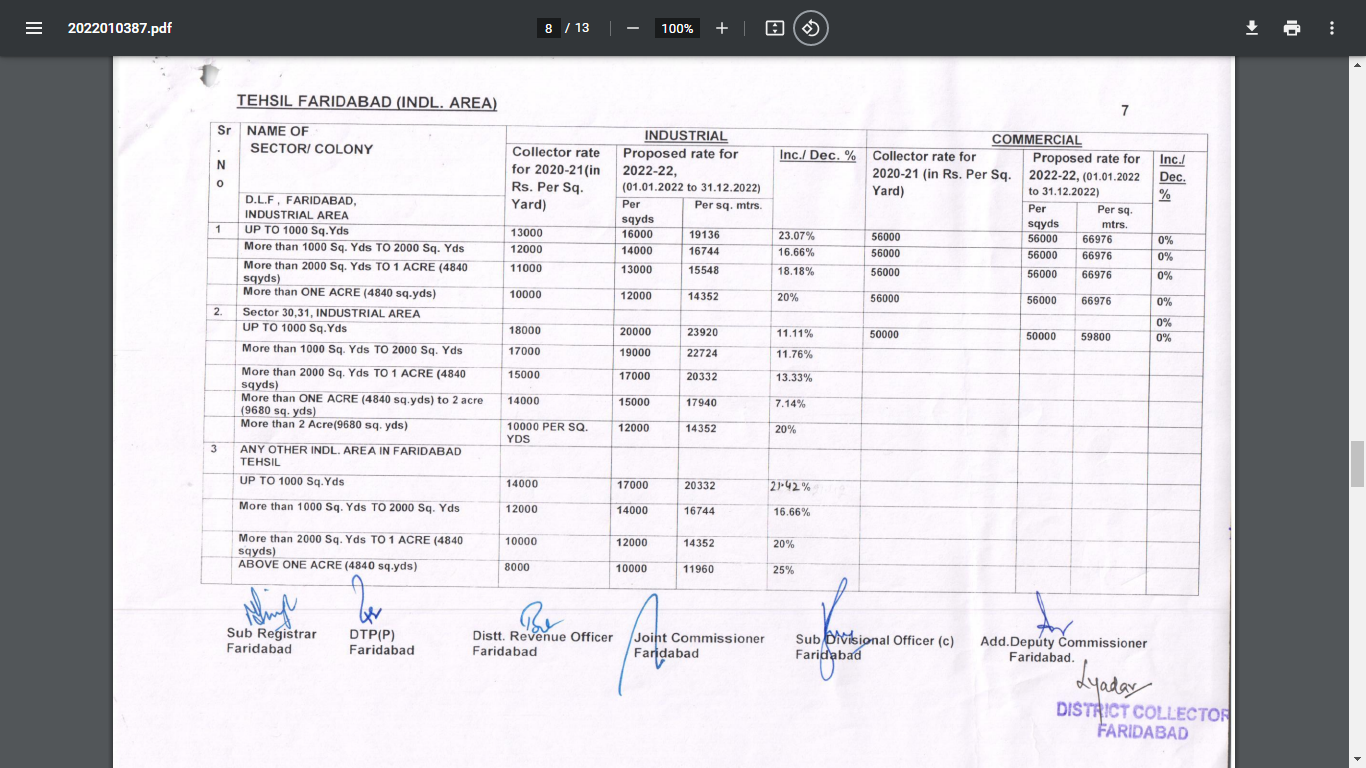 2022010387.pdf
8 / 13
100%
TEHSIL FARIDABAD (INDL. AREA)
7
Sr . N o NAME OF SECTOR/ COLONY INDUSTRIAL COMMERCIAL
Collector rate for 2020-21(in Rs. Per Sq. Yard) Proposed rate for 2022-22, (01.01.2022 to 31.12.2022) Inc./ Dec. % Collector rate for 2020-21 (in Rs. Per Sq. Yard) Proposed rate for 2022-22, (01.01.2022 to 31.12.2022) Inc./ Dec. %
D.L.F , FARIDABAD, INDUSTRIAL AREA Per sqyds Per sq. mtrs. Per sqyds Per sq. mtrs.
1 UP TO 1000 Sq.Yds 13000 16000 19136 23.07% 56000 56000 66976 0%
More than 1000 Sq. Yds TO 2000 Sq. Yds 12000 14000 16744 16.66% 56000 56000 66976 0%
More than 2000 Sq. Yds TO 1 ACRE (4840 sqyds) 11000 13000 15548 18.18% 56000 56000 66976 0%
More than ONE ACRE (4840 sq.yds) 10000 12000 14352 20% 56000 56000 66976 0%
2. Sector 30,31, INDUSTRIAL AREA 0%
UP TO 1000 Sq.Yds 18000 20000 23920 11.11% 50000 50000 59800 0%
More than 1000 Sq. Yds TO 2000 Sq. Yds 17000 19000 22724 11.76%
More than 2000 Sq. Yds TO 1 ACRE (4840 sqyds) 15000 17000 20332 13.33%
More than ONE ACRE (4840 sq.yds) to 2 acre (9680 sq. yds) 14000 15000 17940 7.14%
More than 2 Acre(9680 sq. yds) 10000 PER SQ. YDS 12000 14352 20%
3 ANY OTHER INDL. AREA IN FARIDABAD TEHSIL
UP TO 1000 Sq.Yds 14000 17000 20332 21.42%
More than 1000 Sq. Yds TO 2000 Sq. Yds 12000 14000 16744 16.66%
More than 2000 Sq. Yds TO 1 ACRE (4840 sqyds) 10000 12000 14352 20%
ABOVE ONE ACRE (4840 sq.yds) 8000 10000 11960 25%
Sub Registrar Faridabad
DTP(P) Faridabad
Distt. Revenue Officer Faridabad
Joint Commissioner Faridabad
Sub Divisional Officer (c) Faridabad
Add.Deputy Commissioner Faridabad.
DISTRICT COLLECTOR
FARIDABAD